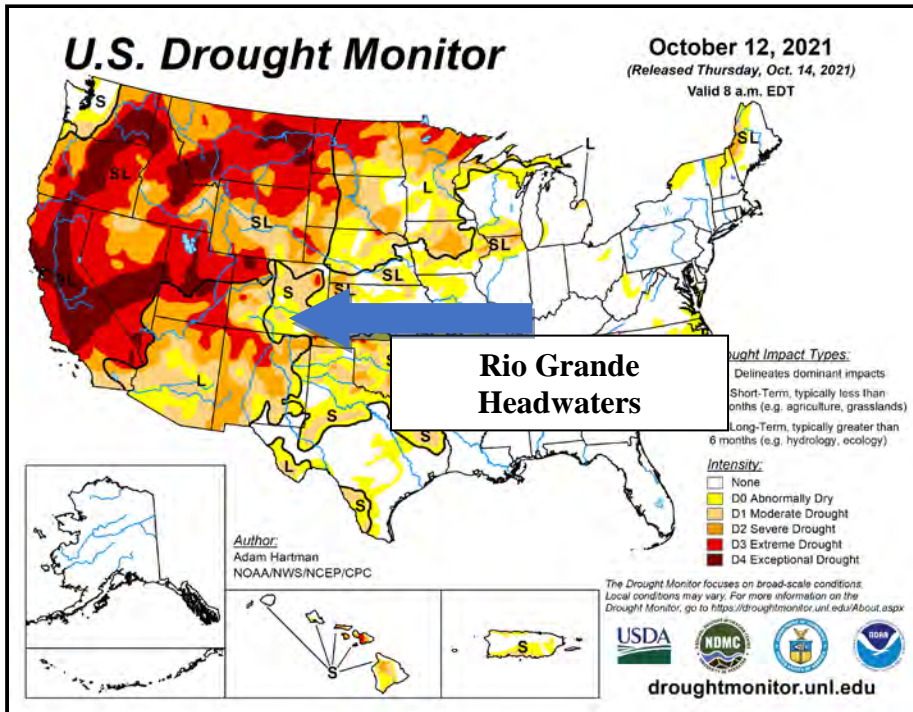 U.S. Drought Monitor
October 12, 2021
(Released Thursday, Oct. 14, 2021)
Valid 8 a.m. EDT
S
L
SL
SL
L
SL
SL
S
SL
SL
SL
Rio Grande
Headwaters
L
S
S
S
L
S
ought Impact Types:
Delineates dominant impacts
Short-Term, typically less than
onths (e.g. agriculture, grasslands)
Long-Term, typically greater than
6 months (e.g. hydrology, ecology)
Intensity:
None
D0 Abnormally Dry
D1 Moderate Drought
D2 Severe Drought
D3 Extreme Drought
D4 Exceptional Drought
Author:
Adam Hartman
NOAA/NWS/NCEP/CPC
S
S
The Drought Monitor focuses on broad-scale conditions.
Local conditions may vary. For more information on the
Drought Monitor, go to https://droughtmonitor.unl.edu/About.aspx
USDA
NDMC
NOAA
droughtmonitor.unl.edu